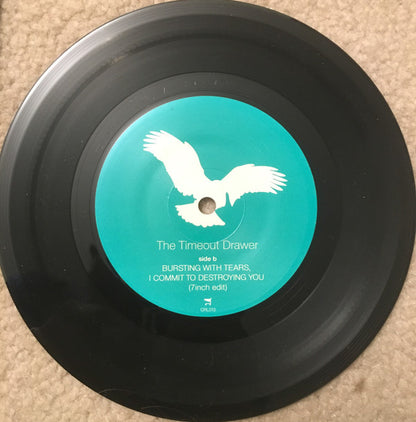 The Timeout Drawer
side b
BURSTING WITH TEARS,
I COMMIT TO DESTROYING YOU
(7inch edit)